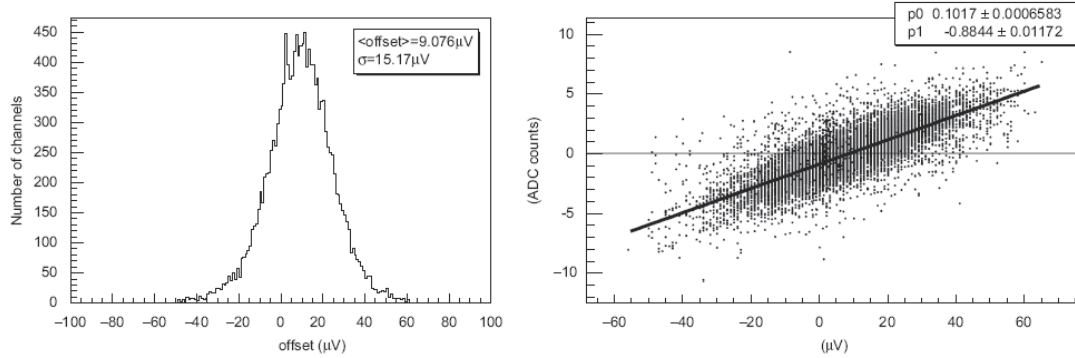 <offset>=9.076μV
σ=15.17μV
Number of channels
450
400
350
300
250
200
150
100
50
0
−100 −80 −60 −40 −20 0 20 40 60 80 100
offset (μV)
p0 0.1017 ± 0.0006583
p1 -0.8844 ± 0.01172
(ADC counts)
10
5
0
−5
−10
−60 −40 −20 0 20 40 60
(μV)